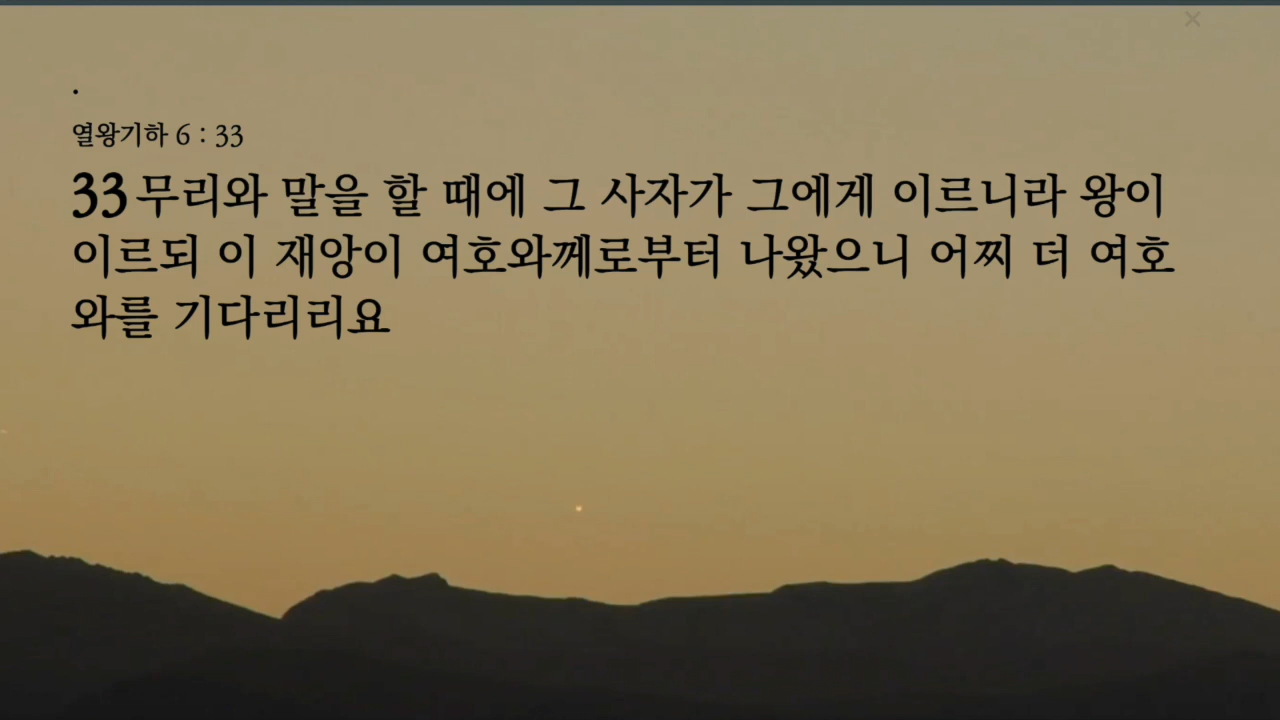 .
열왕기하 6 : 33
33 무리와 말을 할 때에 그 사자가 그에게 이르니라 왕이
이르되 이 재앙이 여호와께로부터 나왔으니 어찌 더 여호
와를 기다리리요